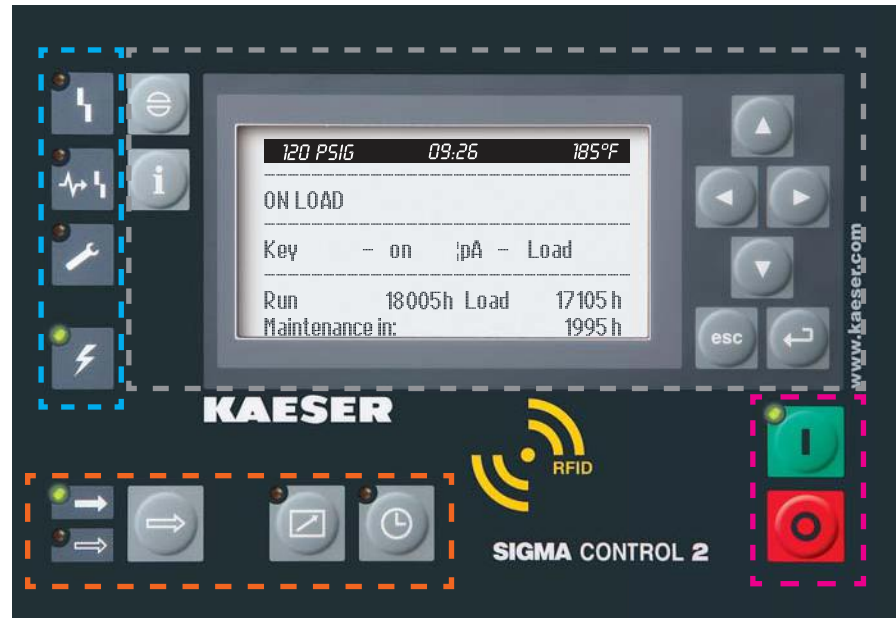 120 PSIG 09:26 185°F
ON LOAD
Key - on ¦pA - Load
Run 18005h Load 17105 h
Maintenance in: 1995 h
i
esc
www.kaeser.com
KAESER
RFID
I
O
SIGMA CONTROL 2